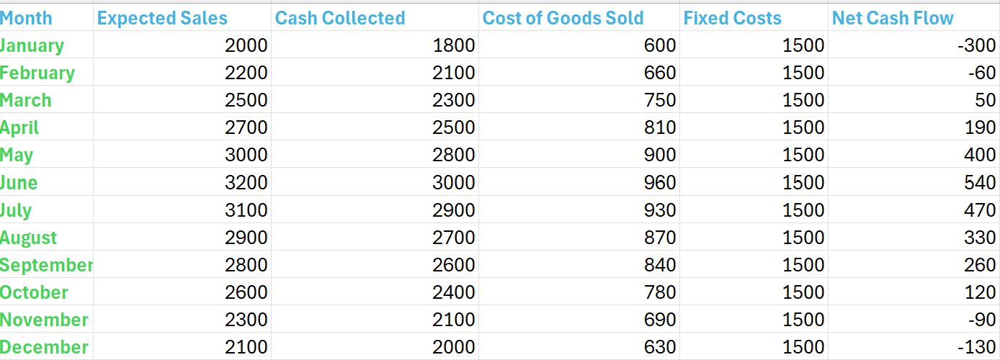 Month Expected Sales Cash Collected Cost of Goods Sold Fixed Costs Net Cash Flow
January 2000 1800 600 1500 -300
February 2200 2100 660 1500 -60
March 2500 2300 750 1500 50
April 2700 2500 810 1500 190
May 3000 2800 900 1500 400
June 3200 3000 960 1500 540
July 3100 2900 930 1500 470
August 2900 2700 870 1500 330
September 2800 2600 840 1500 260
October 2600 2400 780 1500 120
November 2300 2100 690 1500 -90
December 2100 2000 630 1500 -130